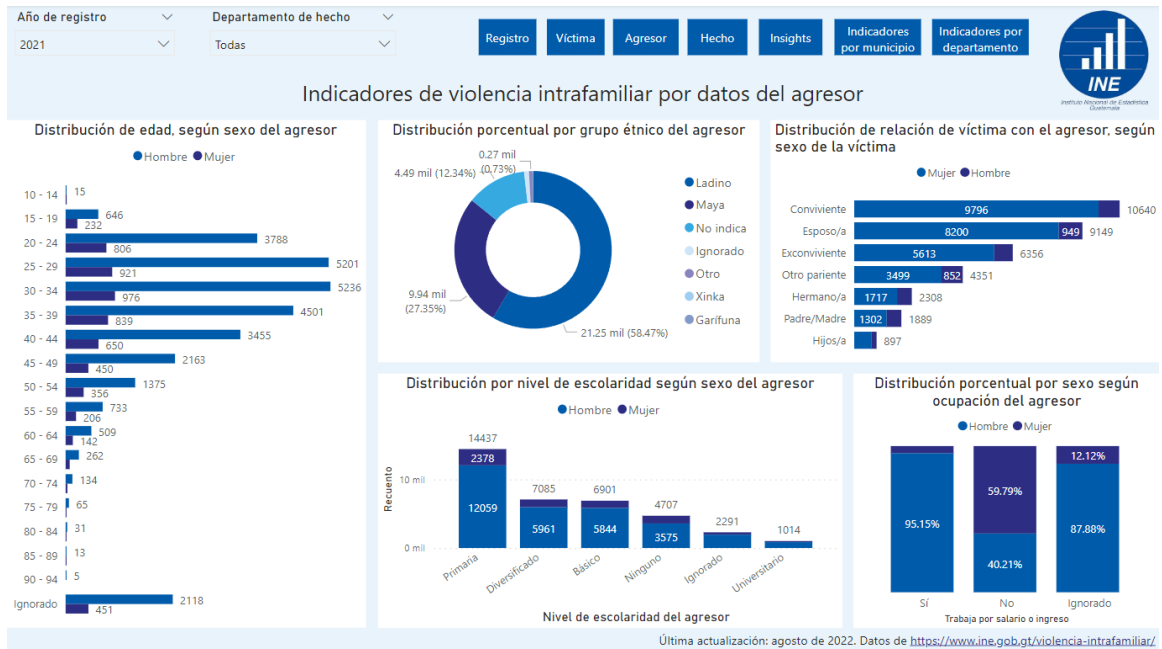 Año de registro
Departamento de hecho
2021
Todas
Registro
Víctima
Agresor
Hecho
Insights
Indicadores
por municipio
Indicadores por
departamento
INE
Instituto Nacional de Estadística
Guatemala
Indicadores de violencia intrafamiliar por datos del agresor
Distribución de edad, según sexo del agresor
Hombre Mujer
10 - 14 15
15 - 19 646
232
20 - 24 3788
806
25 - 29 5201
921
30 - 34 5236
976
35 - 39 4501
839
40 - 44 3455
650
45 - 49 2163
450
50 - 54 1375
356
55 - 59 733
206
60 - 64 509
142
65 - 69 262
70 - 74 134
75 - 79 65
80 - 84 31
85 - 89 13
90 - 94 5
Ignorado 2118
451
Distribución porcentual por grupo étnico del agresor
0.27 mil
(0.73%)
4.49 mil (12.34%)
9.94 mil
(27.35%)
21.25 mil (58.47%)
Ladino
Maya
No indica
Ignorado
Otro
Xinka
Garífuna
Distribución de relación de víctima con el agresor, según
sexo de la víctima
Mujer Hombre
Conviviente 9796 10640
Esposo/a 8200 949 9149
Exconviviente 5613 6356
Otro pariente 3499 852 4351
Hermano/a 1717 2308
Padre/Madre 1302 1889
Hijos/a 897
Distribución por nivel de escolaridad según sexo del agresor
Hombre Mujer
Recuento
10 mil
0 mil
14437
2378
12059
7085
5961
6901
5844
4707
3575
2291
1014
Primaria
Diversificado
Básico
Ninguno
Ignorado
Universitario
Nivel de escolaridad del agresor
Distribución porcentual por sexo según
ocupación del agresor
Hombre Mujer
95.15%
59.79%
40.21%
12.12%
87.88%
Sí No Ignorado
Trabaja por salario o ingreso
Última actualización: agosto de 2022. Datos de https://www.ine.gob.gt/violencia-intrafamiliar/